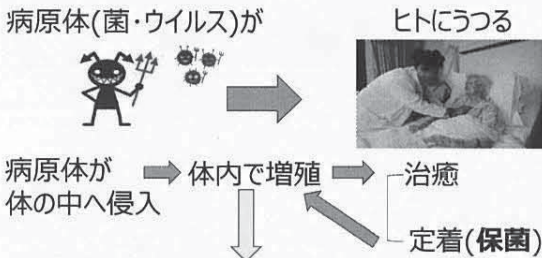 病原体(菌・ウイルス)が
ヒトにうつる
病原体が
体の中へ侵入
体内で増殖
治癒
定着(保菌)